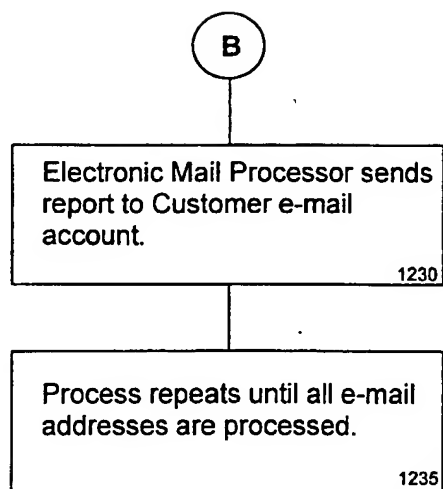 B
Electronic Mail Processor sends
report to Customer e-mail
account.
1230
Process repeats until all e-mail
addresses are processed.
1235